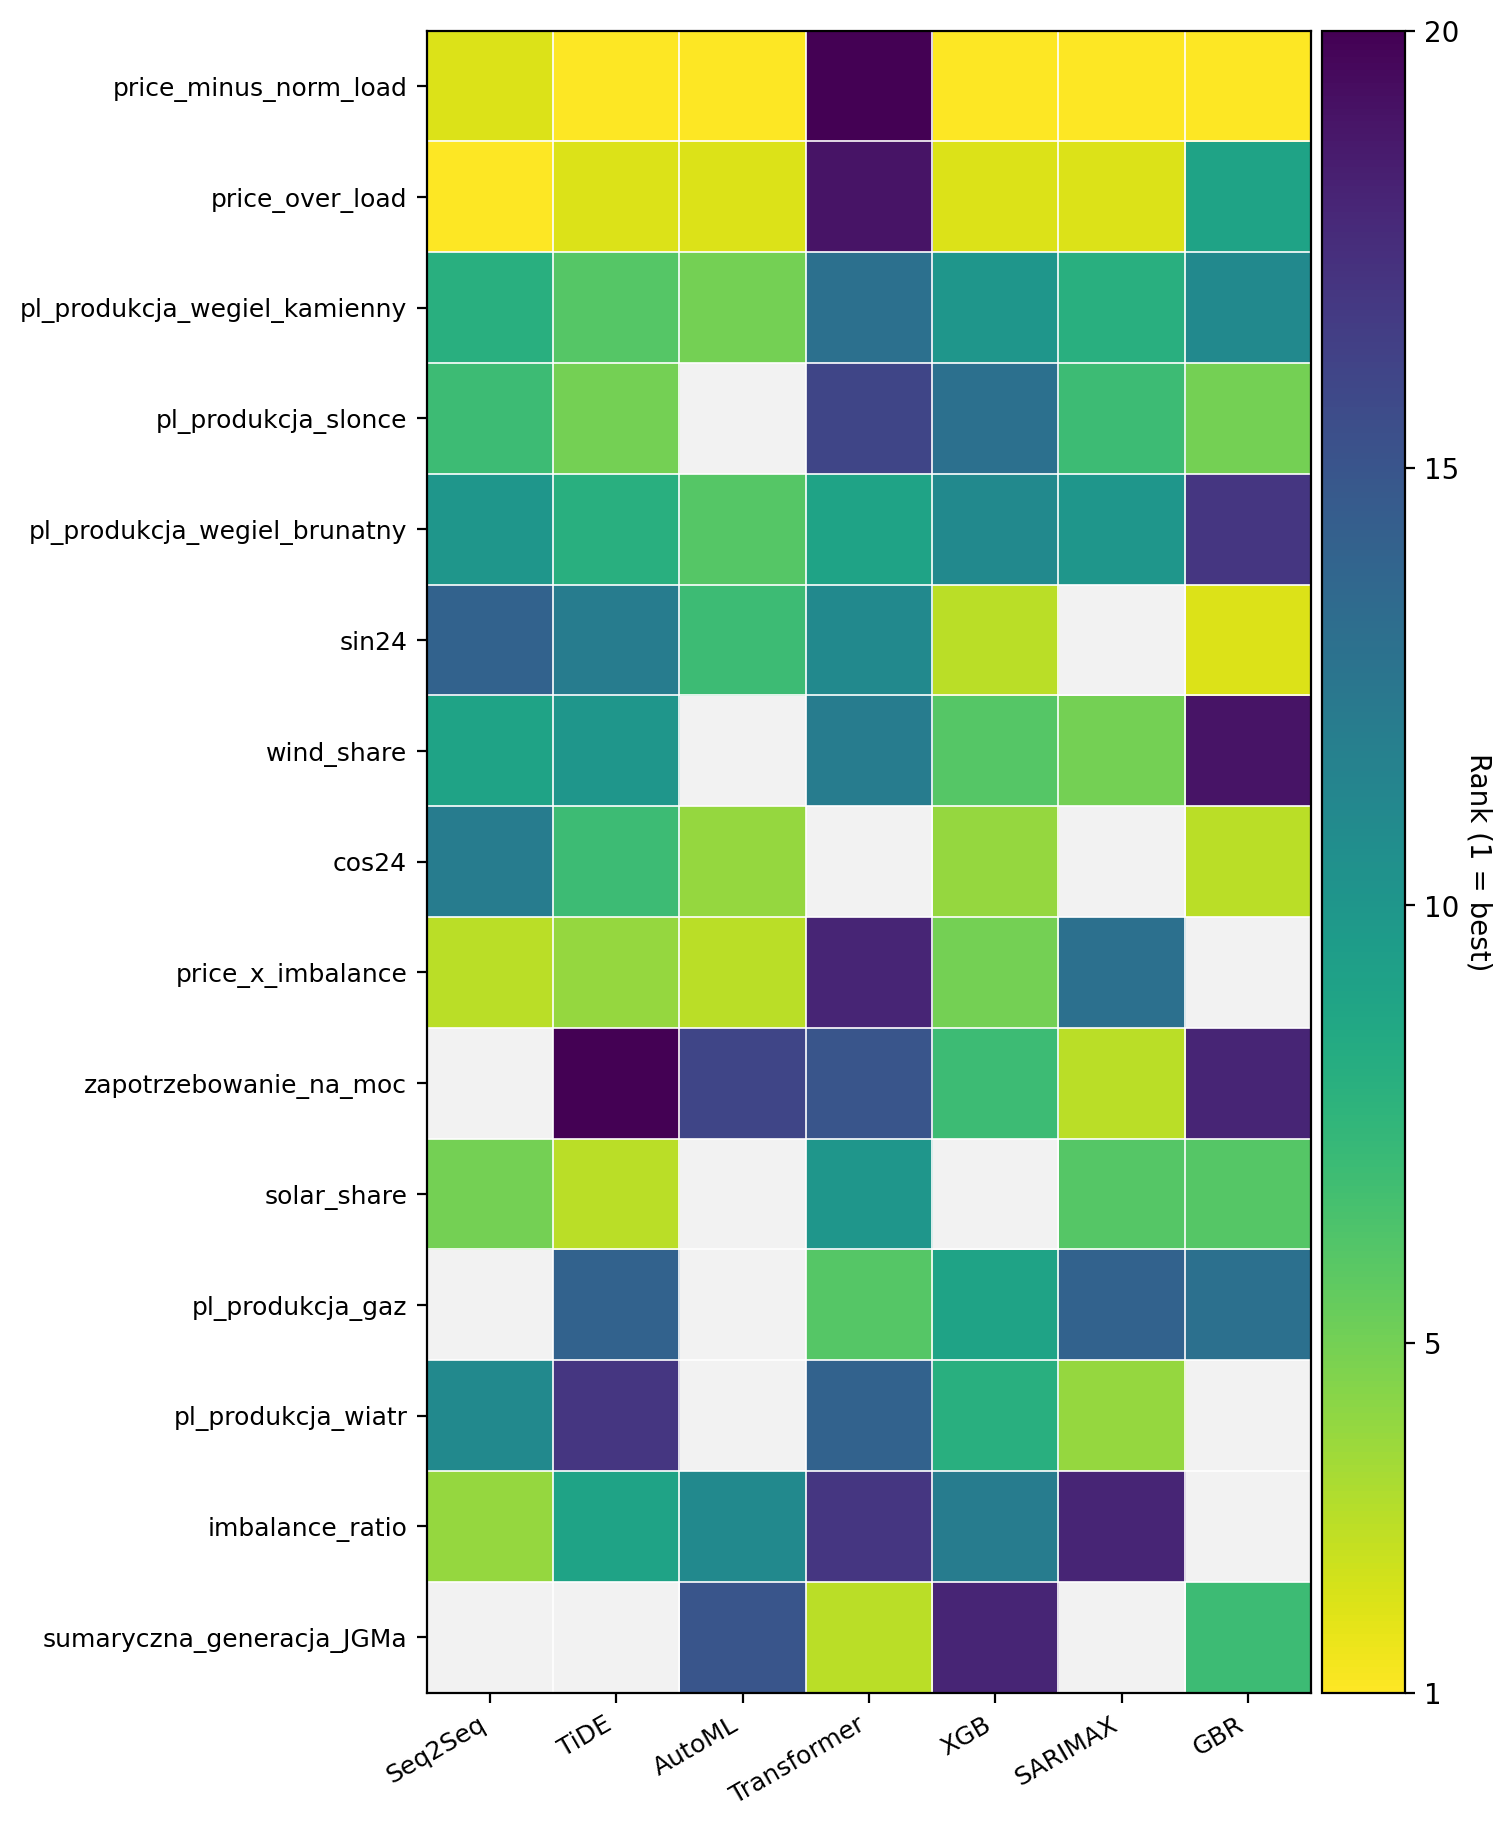 price_minus_norm_load
price_over_load
pl_produkcja_wegiel_kamienny
pl_produkcja_slonce
pl_produkcja_wegiel_brunatny
sin24
wind_share
cos24
price_x_imbalance
zapotrzebowanie_na_moc
solar_share
pl_produkcja_gaz
pl_produkcja_wiatr
imbalance_ratio
sumaryczna_generacja_JGMa
Seq2Seq
TiDE
AutoML
Transformer
XGB
SARIMAX
GBR
20
15
10
5
1
Rank (1 = best)